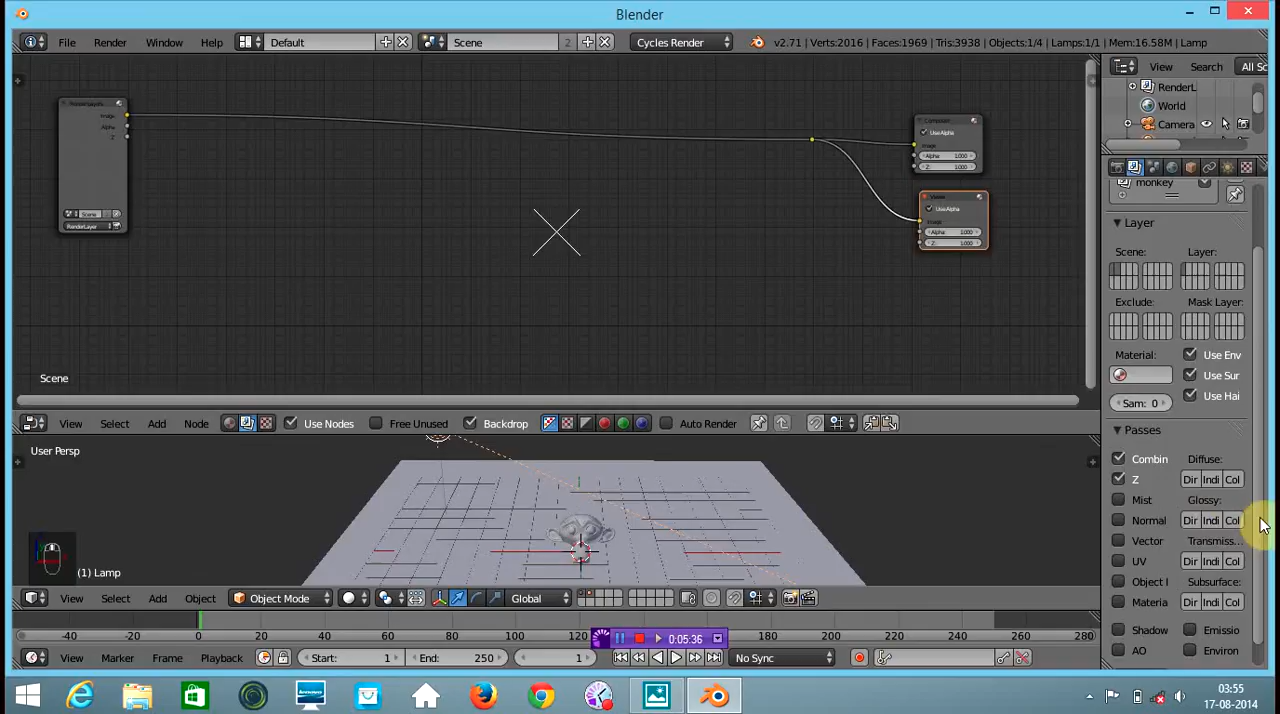 Blender
File Render Window Help Default Scene 2 Cycles Render v2.71 | Verts:2016 | Faces:1969 | Tris:3938 | Objects:1/4 | Lamps:1/1 | Mem:16.58M | Lamp
View Search All Sc
RenderL
World
Camera
RenderLayers
Image
Alpha
Z
Scene
RenderLayer
Composite
Use Alpha
Image
Alpha: 1.000
Z: 1.000
Viewer
Use Alpha
Image
Alpha: 1.000
Z: 1.000
Scene
monkey
Layer
Scene: Layer:
Exclude: Mask Layer:
Material: Use Env
Use Sur
Sam: 0 Use Hai
Passes
Combin Diffuse:
Z Dir Indi Col
Mist Glossy:
Normal Dir Indi Col
Vector Transmiss...
UV Dir Indi Col
Object I Subsurface:
Materia Dir Indi Col
Shadow Emissio
AO Environ
View Select Add Node Use Nodes Free Unused Backdrop Auto Render
User Persp
(1) Lamp
View Select Add Object Object Mode Global
-40 -20 0 20 40 60 80 100 120 180 200 220 240 260 280
0:05:36
View Marker Frame Playback Start: 1 End: 250 1 No Sync
03:55
17-08-2014